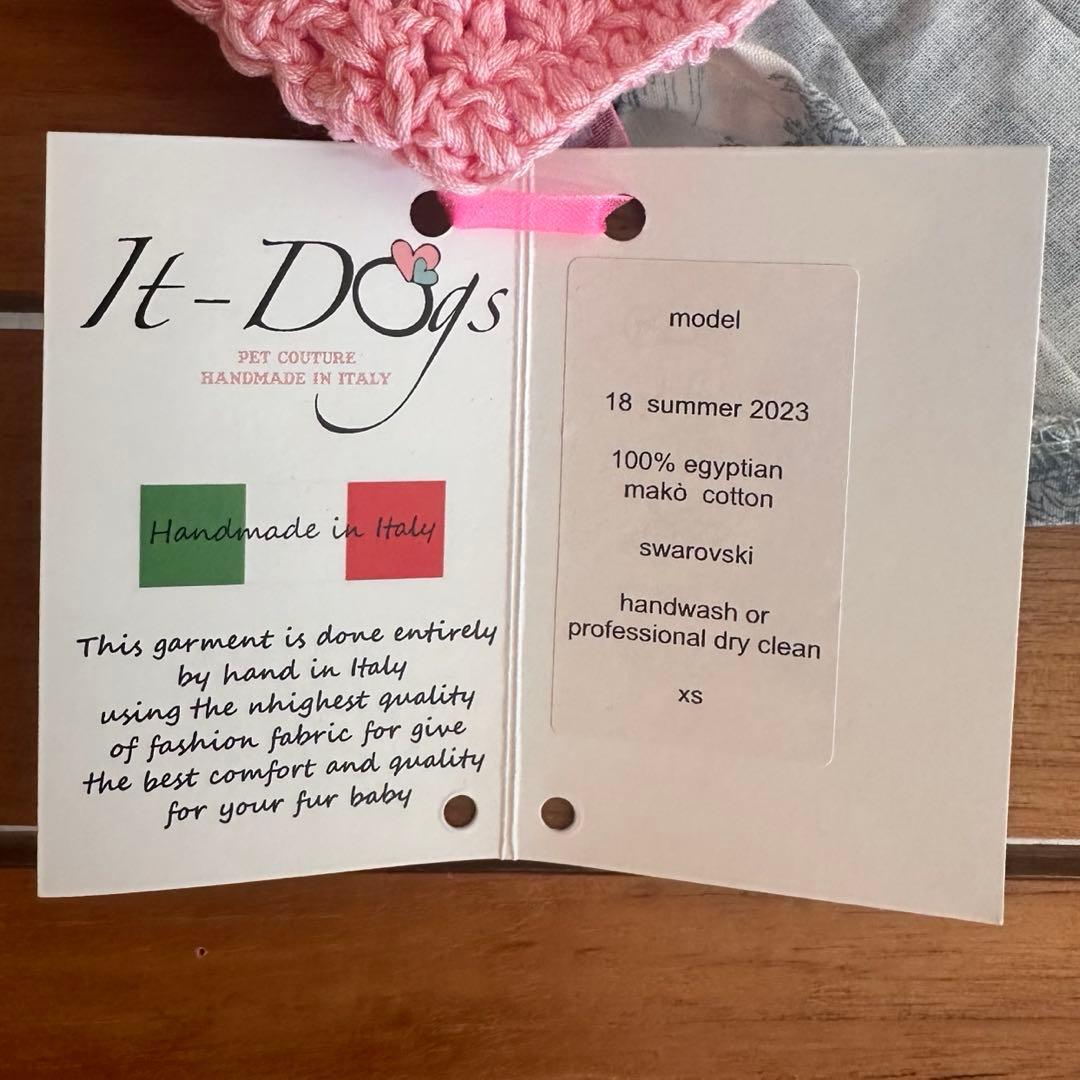 It-Dogs
PET COUTURE
HANDMADE IN ITALY
Handmade in Italy
This garment is done entirely
by hand in Italy
using the nhighest quality
of fashion fabric for give
the best comfort and quality
for your fur baby
model
18 summer 2023
100% egyptian
makò cotton
swarovski
handwash or
professional dry clean
xs